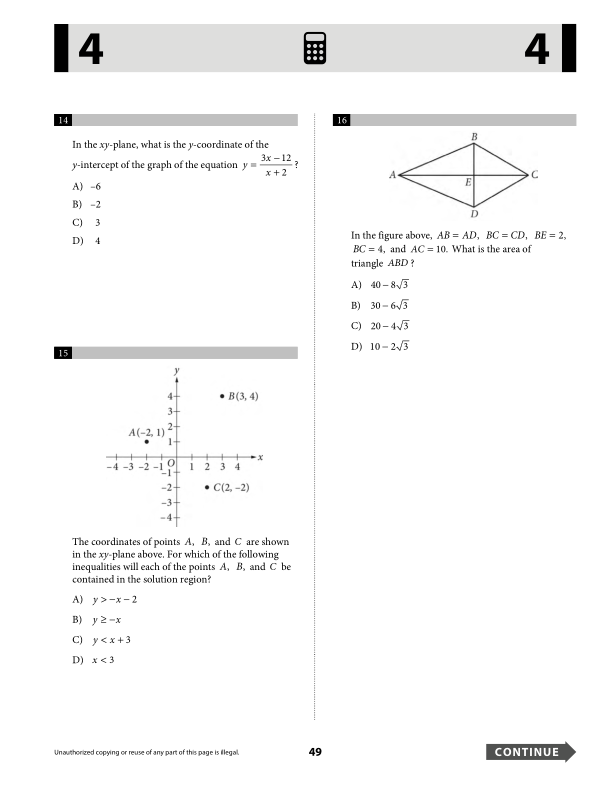 4
4
14
In the xy-plane, what is the y-coordinate of the
y-intercept of the graph of the equation y = (3x − 12)/(x + 2) ?
A) –6
B) –2
C) 3
D) 4
15
y
4
3
2
1
B(3, 4)
A(–2, 1)
O
x
–4 –3 –2 –1
1 2 3 4
–1
–2
–3
–4
C(2, –2)
The coordinates of points A, B, and C are shown
in the xy-plane above. For which of the following
inequalities will each of the points A, B, and C be
contained in the solution region?
A) y > −x − 2
B) y ≥ −x
C) y < x + 3
D) x < 3
16
B
A
E
C
D
In the figure above, AB = AD, BC = CD, BE = 2,
BC = 4, and AC = 10. What is the area of
triangle ABD ?
A) 40 − 8√3
B) 30 − 6√3
C) 20 − 4√3
D) 10 − 2√3
Unauthorized copying or reuse of any part of this page is illegal.
49
CONTINUE